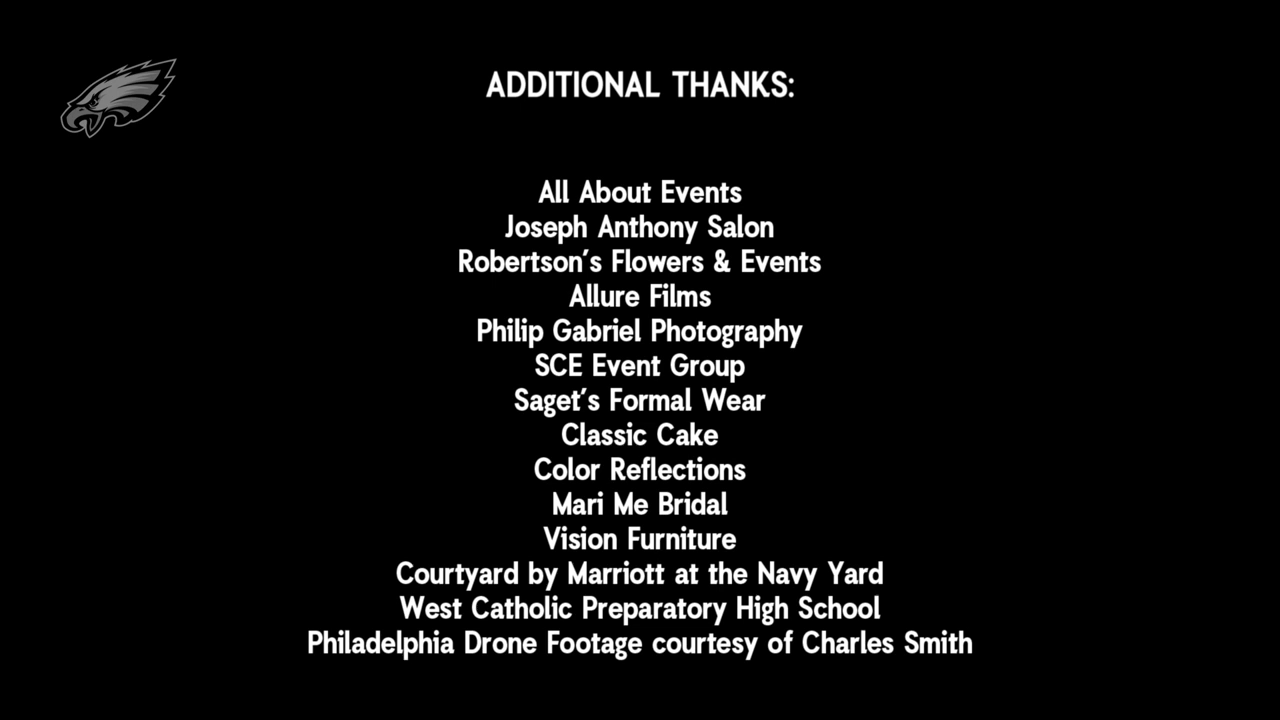 ADDITIONAL THANKS:
All About Events
Joseph Anthony Salon
Robertson's Flowers & Events
Allure Films
Philip Gabriel Photography
SCE Event Group
Saget's Formal Wear
Classic Cake
Color Reflections
Mari Me Bridal
Vision Furniture
Courtyard by Marriott at the Navy Yard
West Catholic Preparatory High School
Philadelphia Drone Footage courtesy of Charles Smith